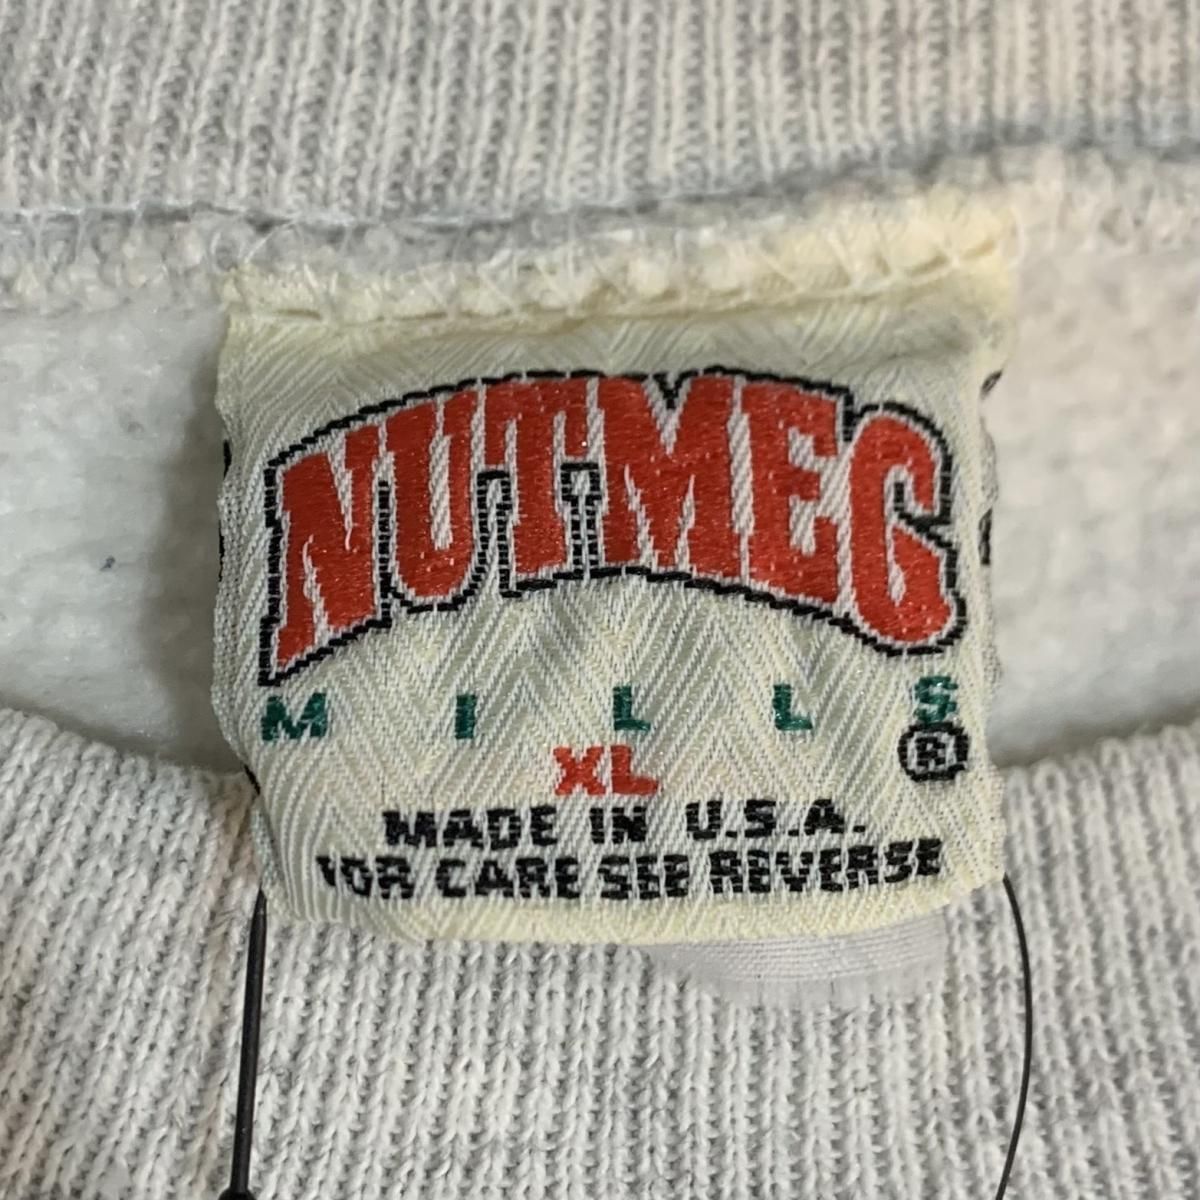 NUTMEG
MILLS
®
XL
MADE IN U.S.A.
FOR CARE SEE REVERSE